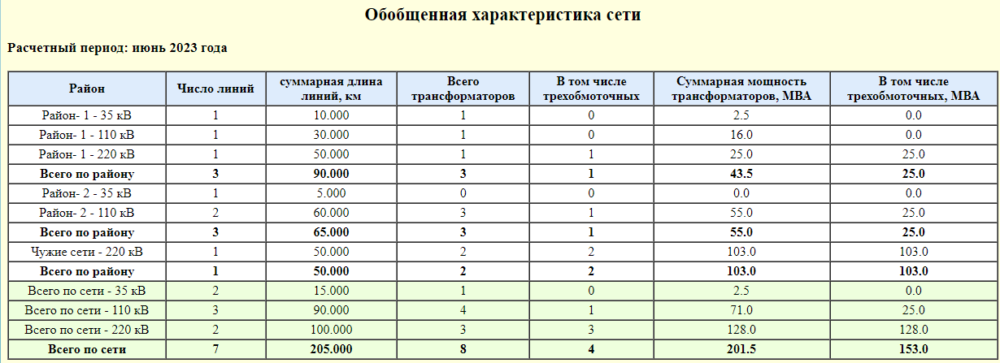 Обобщенная характеристика сети
Расчетный период: июнь 2023 года
Район Число линий суммарная длина линий, км Всего трансформаторов В том числе трехобмоточных Суммарная мощность трансформаторов, МВА В том числе трехобмоточных, МВА
Район- 1 - 35 кВ 1 10.000 1 0 2.5 0.0
Район- 1 - 110 кВ 1 30.000 1 0 16.0 0.0
Район- 1 - 220 кВ 1 50.000 1 1 25.0 25.0
Всего по району 3 90.000 3 1 43.5 25.0
Район- 2 - 35 кВ 1 5.000 0 0 0.0 0.0
Район- 2 - 110 кВ 2 60.000 3 1 55.0 25.0
Всего по району 3 65.000 3 1 55.0 25.0
Чужие сети - 220 кВ 1 50.000 2 2 103.0 103.0
Всего по району 1 50.000 2 2 103.0 103.0
Всего по сети - 35 кВ 2 15.000 1 0 2.5 0.0
Всего по сети - 110 кВ 3 90.000 4 1 71.0 25.0
Всего по сети - 220 кВ 2 100.000 3 3 128.0 128.0
Всего по сети 7 205.000 8 4 201.5 153.0